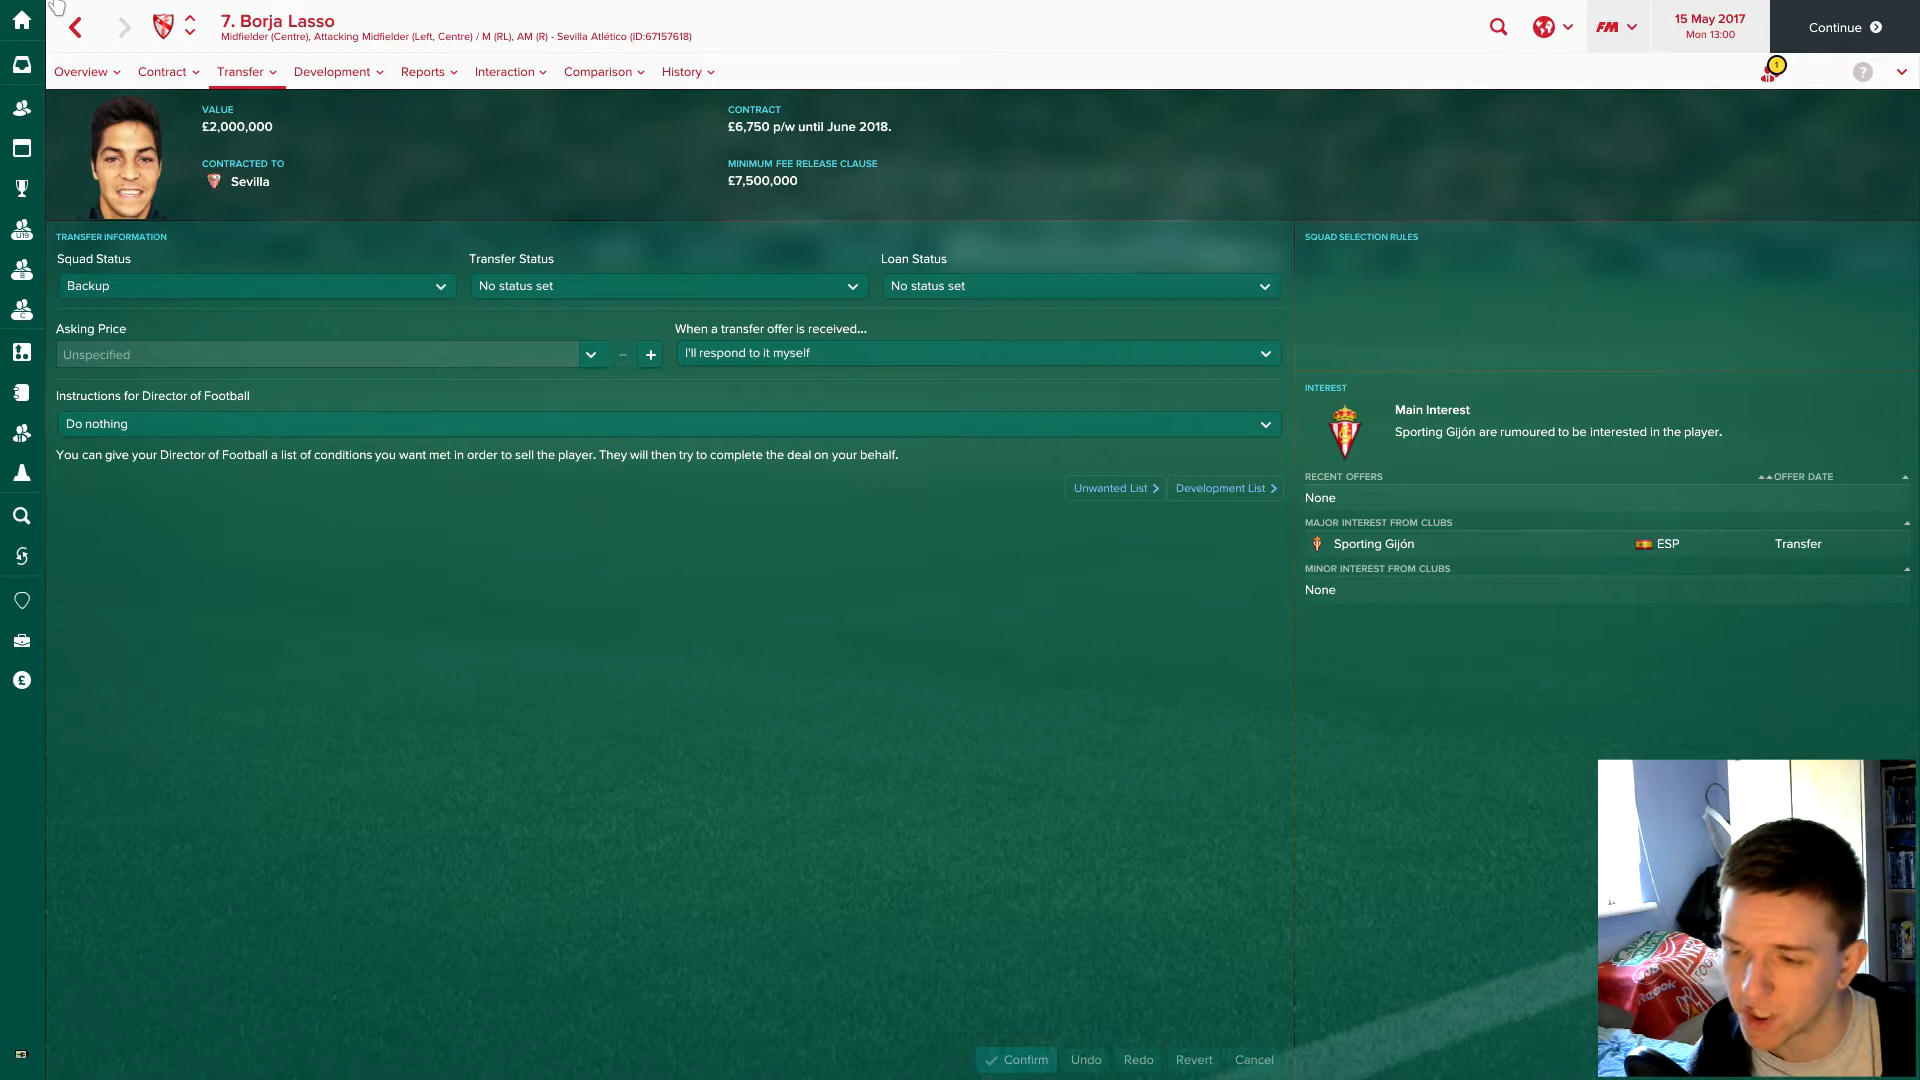 7. Borja Lasso
Midfielder (Centre), Attacking Midfielder (Left, Centre) / M (RL), AM (R) - Sevilla Atlético (ID:67157618)
FM
15 May 2017
Mon 13:00
Continue
Overview
Contract
Transfer
Development
Reports
Interaction
Comparison
History
1
?
VALUE
£2,000,000
CONTRACT
£6,750 p/w until June 2018.
CONTRACTED TO
Sevilla
MINIMUM FEE RELEASE CLAUSE
£7,500,000
U19
B
C
TRANSFER INFORMATION
Squad Status
Transfer Status
Loan Status
Backup
No status set
No status set
Asking Price
When a transfer offer is received...
Unspecified
I'll respond to it myself
Instructions for Director of Football
Do nothing
You can give your Director of Football a list of conditions you want met in order to sell the player. They will then try to complete the deal on your behalf.
Unwanted List
Development List
SQUAD SELECTION RULES
INTEREST
Main Interest
Sporting Gijón are rumoured to be interested in the player.
RECENT OFFERS
OFFER DATE
None
MAJOR INTEREST FROM CLUBS
Sporting Gijón
ESP
Transfer
MINOR INTEREST FROM CLUBS
None
Reebok
Confirm
Undo
Redo
Revert
Cancel